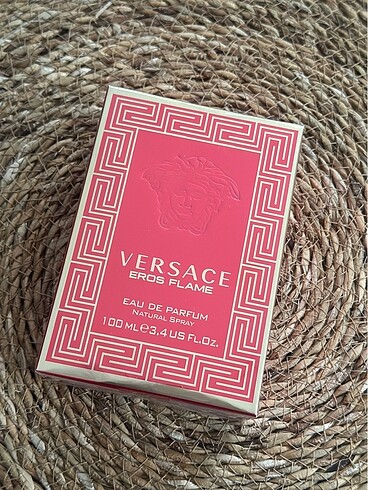 VERSACE
EROS FLAME
EAU DE PARFUM
NATURAL SPRAY
100 ML ℮ 3.4 US FL.OZ.